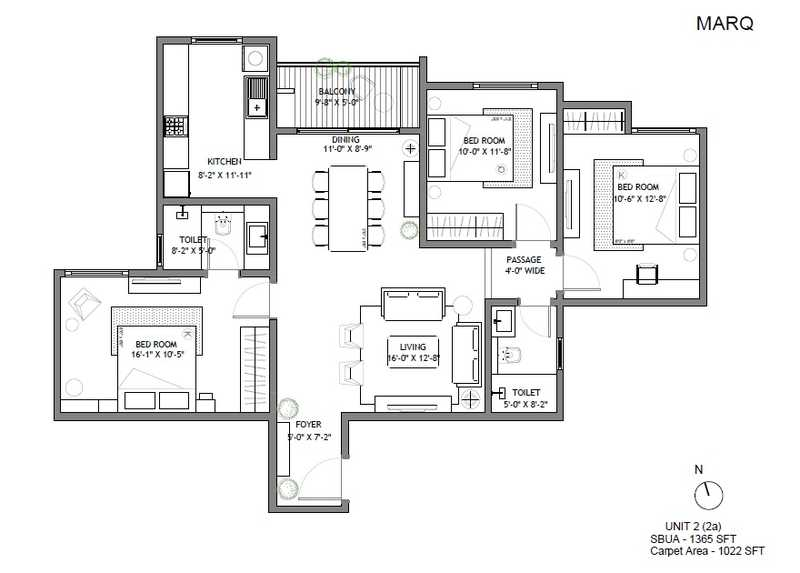 MARQ
BALCONY
9'-8" X 5'-0"
DINING
11'-0" X 8'-9"
KITCHEN
8'-2" X 11'-11"
BED ROOM
10'-0" X 11'-8"
BED ROOM
10'-6" X 12'-8"
TOILET
8'-2" X 5'-0"
PASSAGE
4'-0" WIDE
BED ROOM
16'-1" X 10'-5"
LIVING
16'-0" X 12'-8"
TOILET
5'-0" X 8'-2"
FOYER
5'-0" X 7'-2"
N
UNIT 2 (2a)
SBUA - 1365 SFT
Carpet Area - 1022 SFT